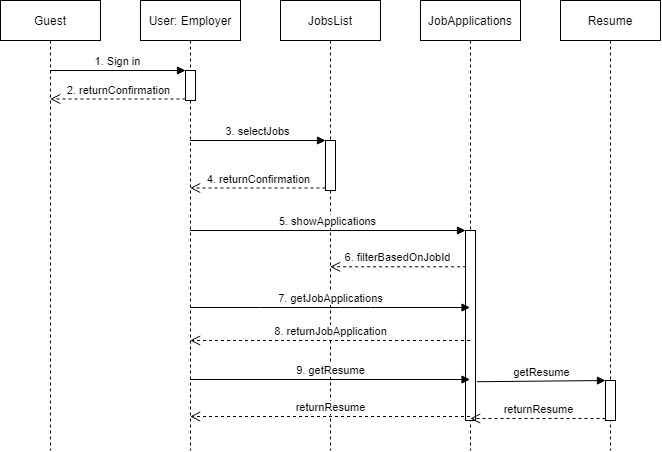 Guest
User: Employer
JobsList
JobApplications
Resume
1. Sign in
2. returnConfirmation
3. selectJobs
4. returnConfirmation
5. showApplications
6. filterBasedOnJobId
7. getJobApplications
8. returnJobApplication
9. getResume
getResume
returnResume
returnResume